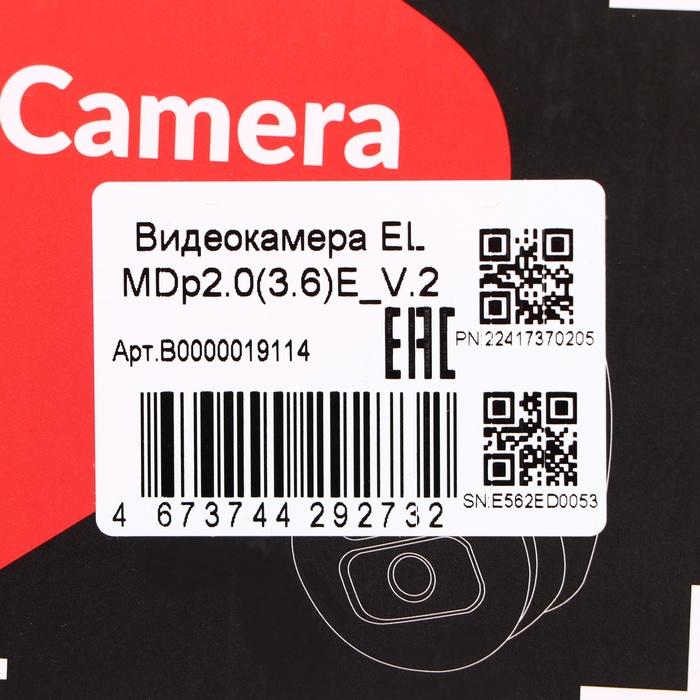 Camera
Видеокамера EL
MDp2.0(3.6)E_V.2
Арт.B0000019114
EAC
PN:22417370205
SN:E562ED0053
4 673744 292732